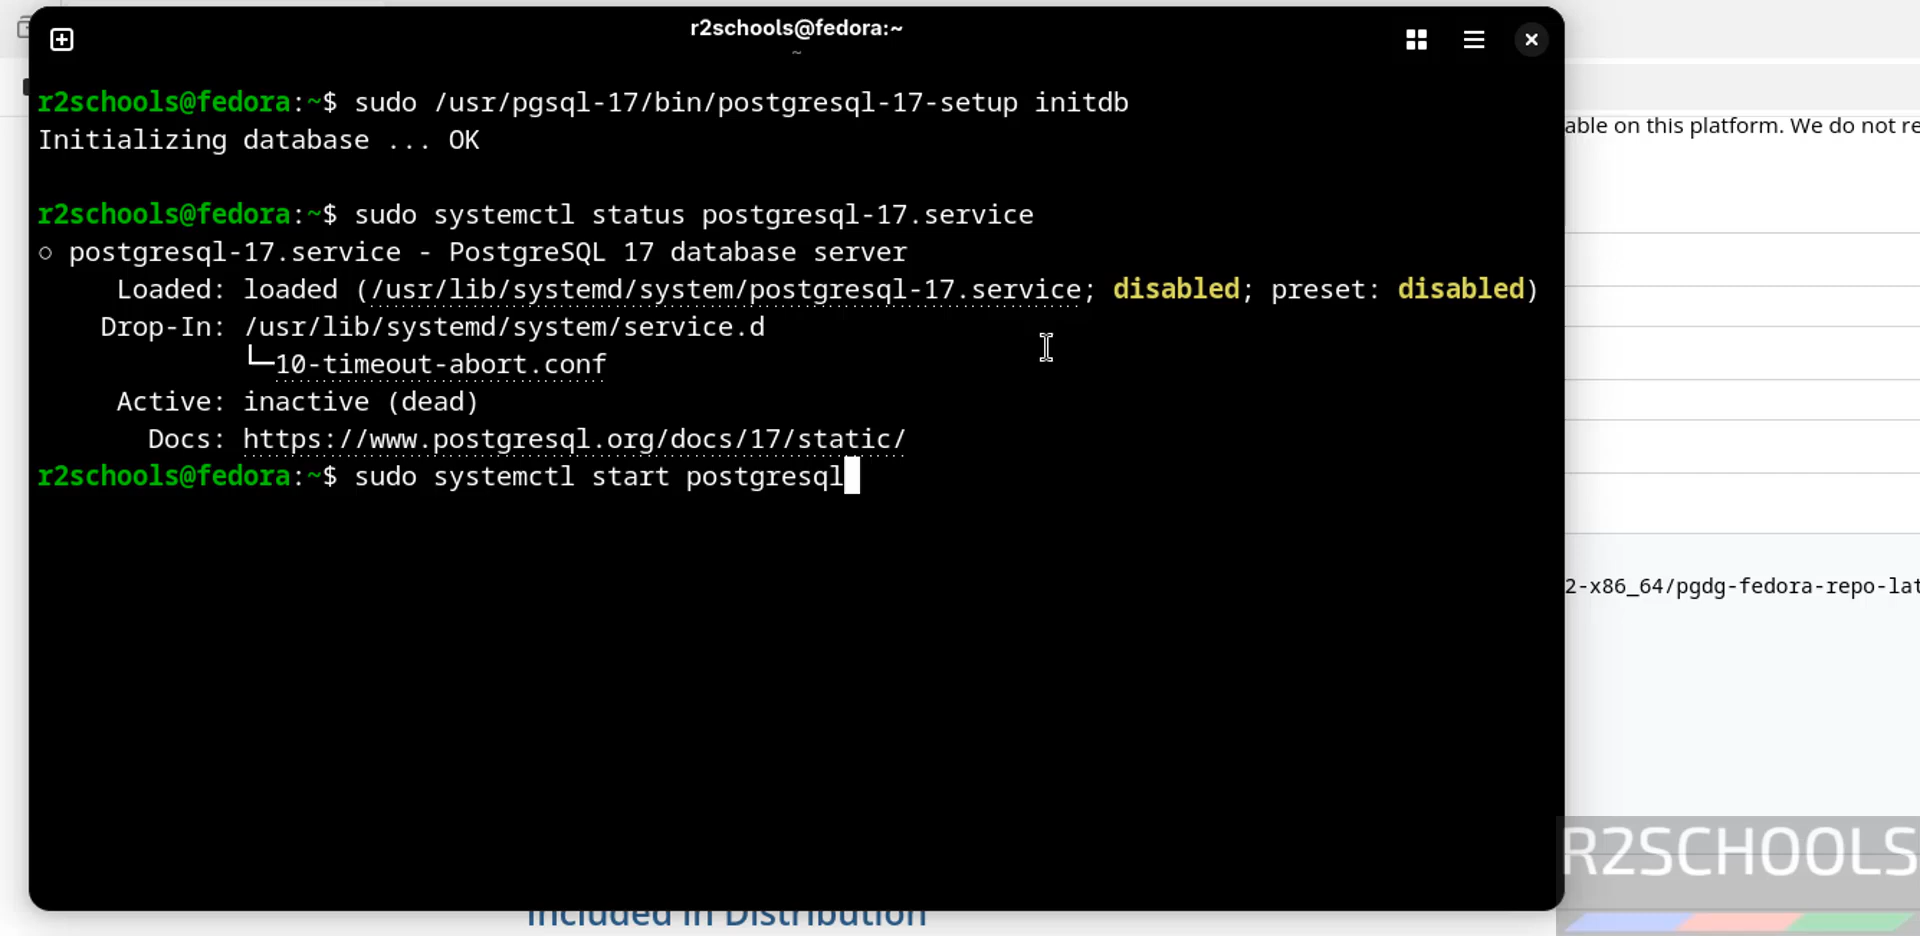 r2schools@fedora:~
~
r2schools@fedora:~$ sudo /usr/pgsql-17/bin/postgresql-17-setup initdb
Initializing database ... OK
r2schools@fedora:~$ sudo systemctl status postgresql-17.service
○ postgresql-17.service - PostgreSQL 17 database server
Loaded: loaded (/usr/lib/systemd/system/postgresql-17.service; disabled; preset: disabled)
Drop-In: /usr/lib/systemd/system/service.d
└─10-timeout-abort.conf
Active: inactive (dead)
Docs: https://www.postgresql.org/docs/17/static/
r2schools@fedora:~$ sudo systemctl start postgresql
able on this platform. We do not re
2-x86_64/pgdg-fedora-repo-lat
R2SCHOOLS
Included in Distribution